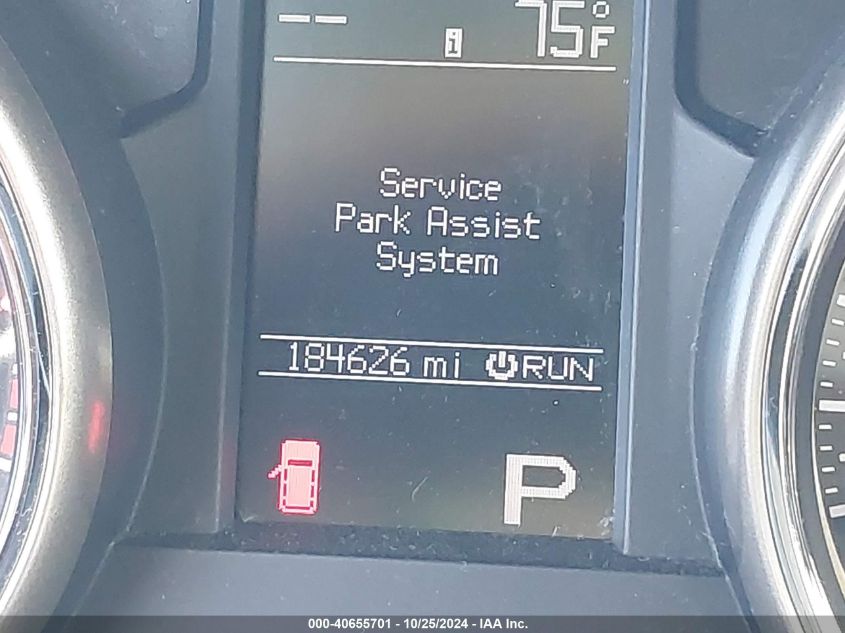 -- i 75°F
Service
Park Assist
System
184626 mi RUN
P
000-40655701 - 10/25/2024 - IAA Inc.